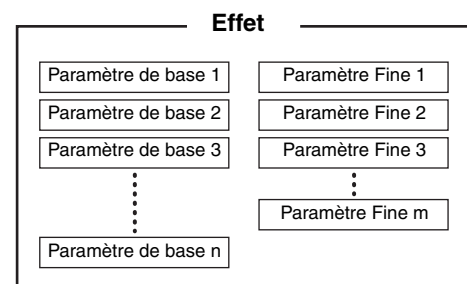 Effet
Paramètre de base 1
Paramètre Fine 1
Paramètre de base 2
Paramètre Fine 2
Paramètre de base 3
Paramètre Fine 3
Paramètre Fine m
Paramètre de base n